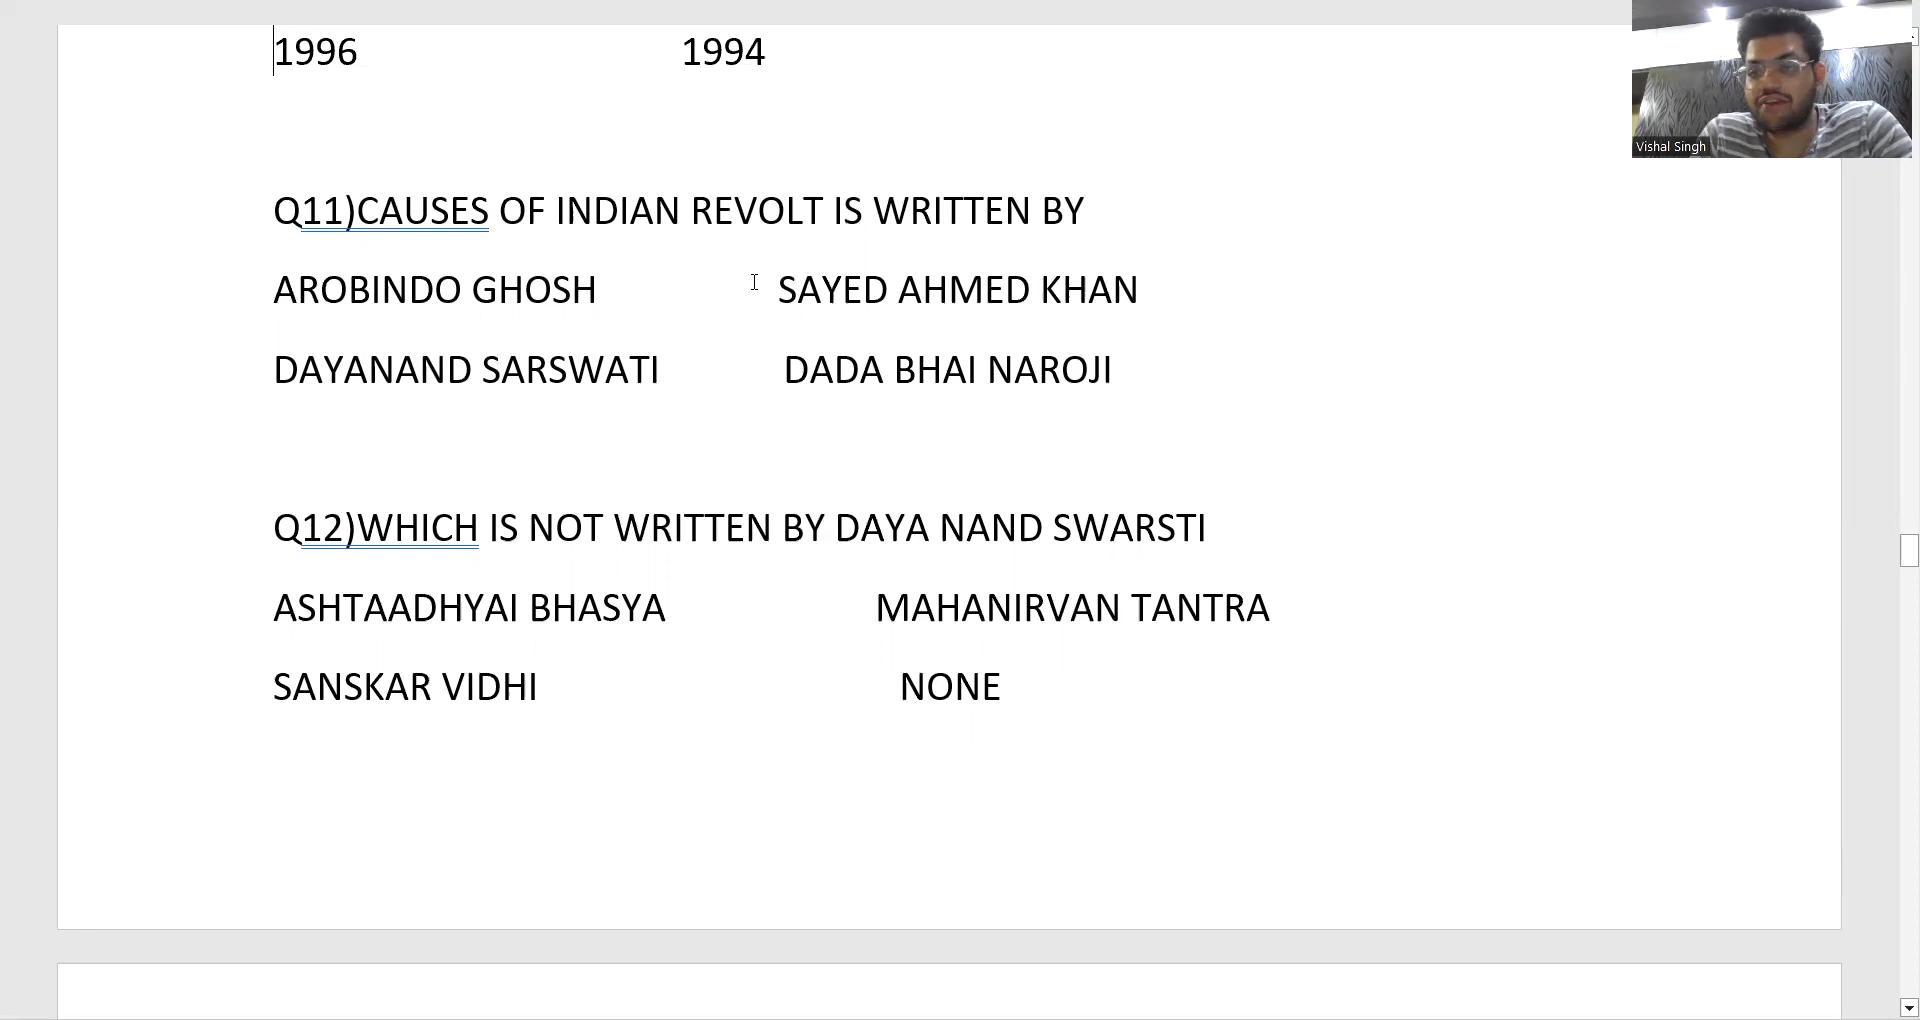 1996 1994
Vishal Singh
Q11)CAUSES OF INDIAN REVOLT IS WRITTEN BY
AROBINDO GHOSH SAYED AHMED KHAN
DAYANAND SARSWATI DADA BHAI NAROJI
Q12)WHICH IS NOT WRITTEN BY DAYA NAND SWARSTI
ASHTAADHYAI BHASYA MAHANIRVAN TANTRA
SANSKAR VIDHI NONE